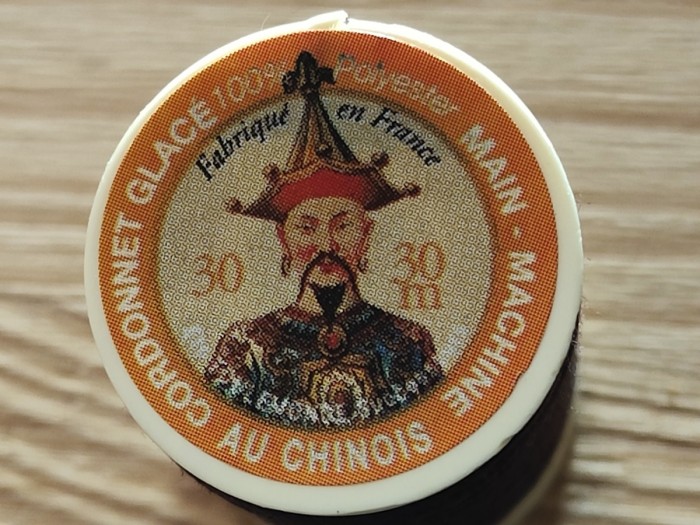 CORDONNET GLACÉ 100% Polyester MAIN - MACHINE
Fabriqué en France
30
30
m
AU CHINOIS